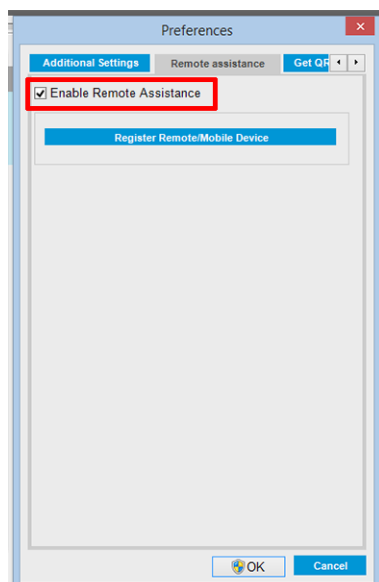 Preferences
Additional Settings Remote assistance Get QR
Enable Remote Assistance
Register Remote/Mobile Device
OK Cancel